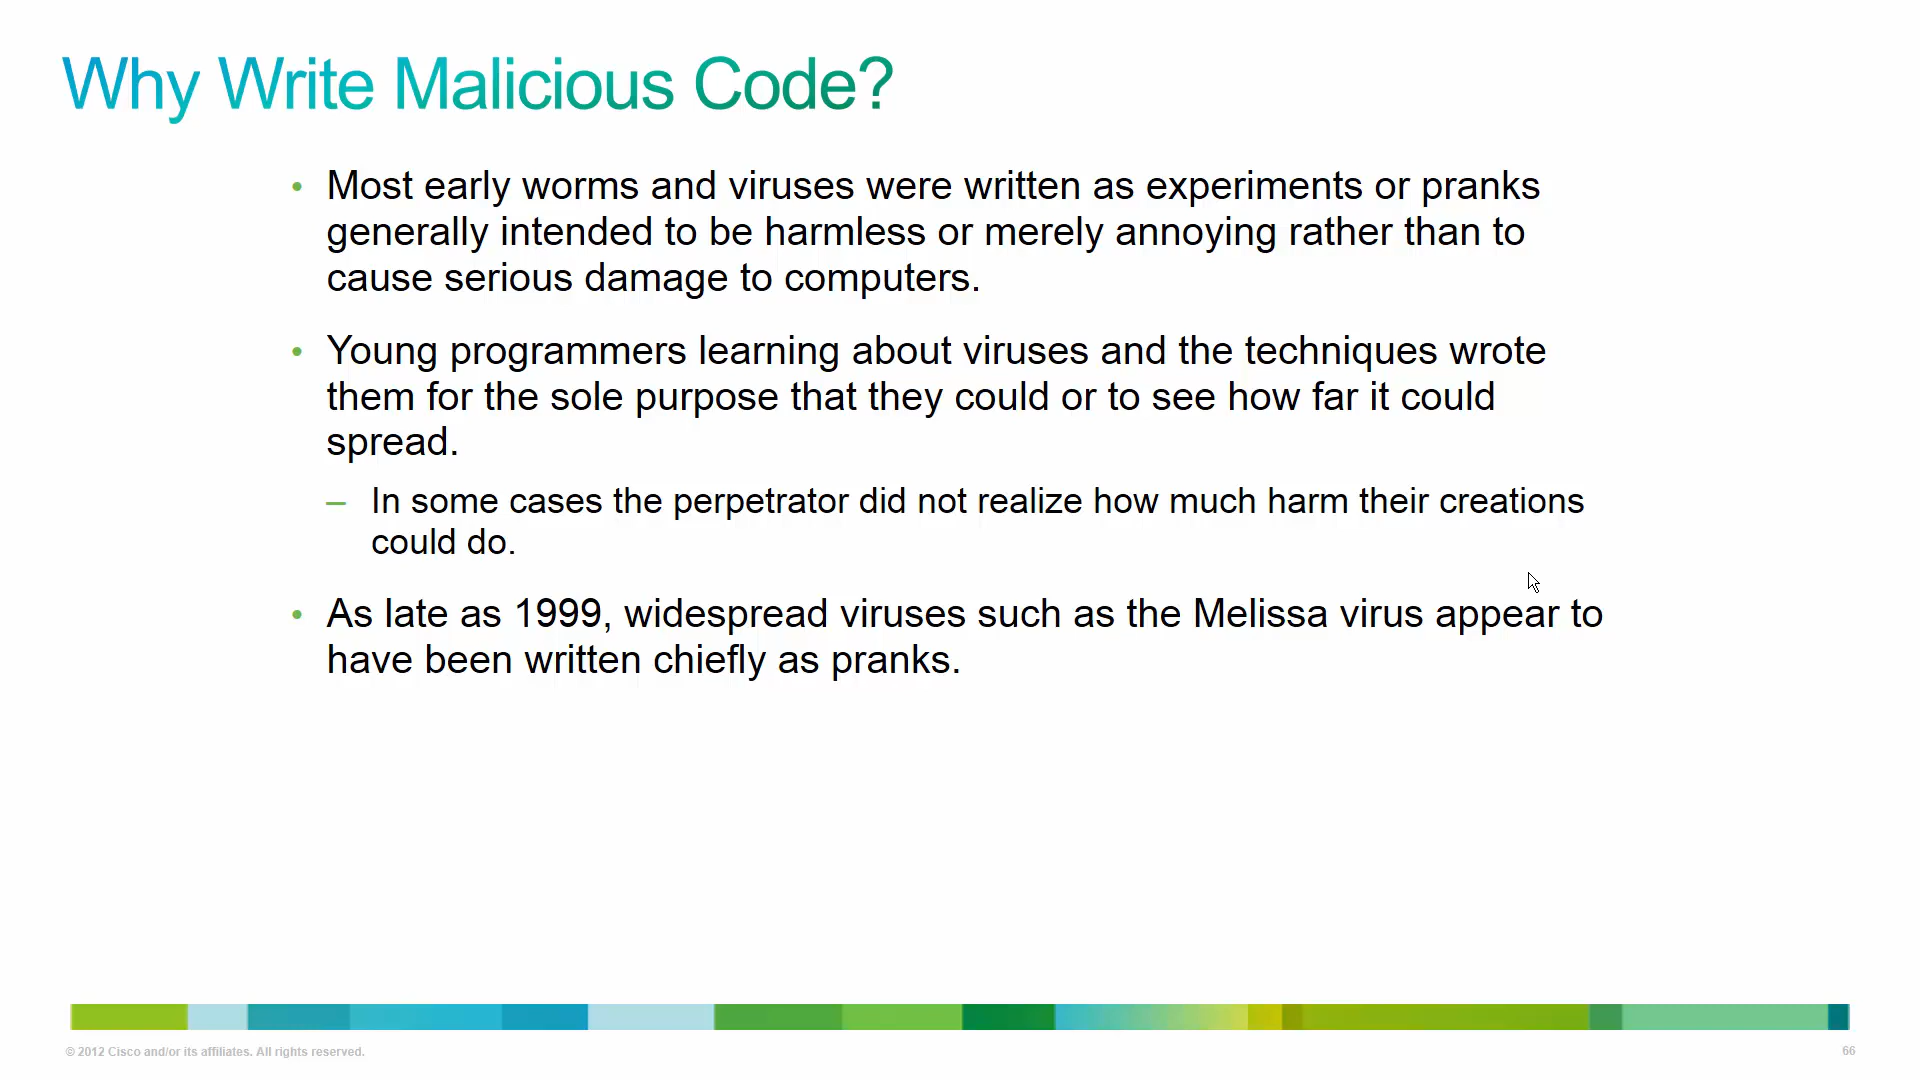 Why Write Malicious Code?
• Most early worms and viruses were written as experiments or pranks
generally intended to be harmless or merely annoying rather than to
cause serious damage to computers.
• Young programmers learning about viruses and the techniques wrote
them for the sole purpose that they could or to see how far it could
spread.
– In some cases the perpetrator did not realize how much harm their creations
could do.
• As late as 1999, widespread viruses such as the Melissa virus appear to
have been written chiefly as pranks.
© 2012 Cisco and/or its affiliates. All rights reserved.
66